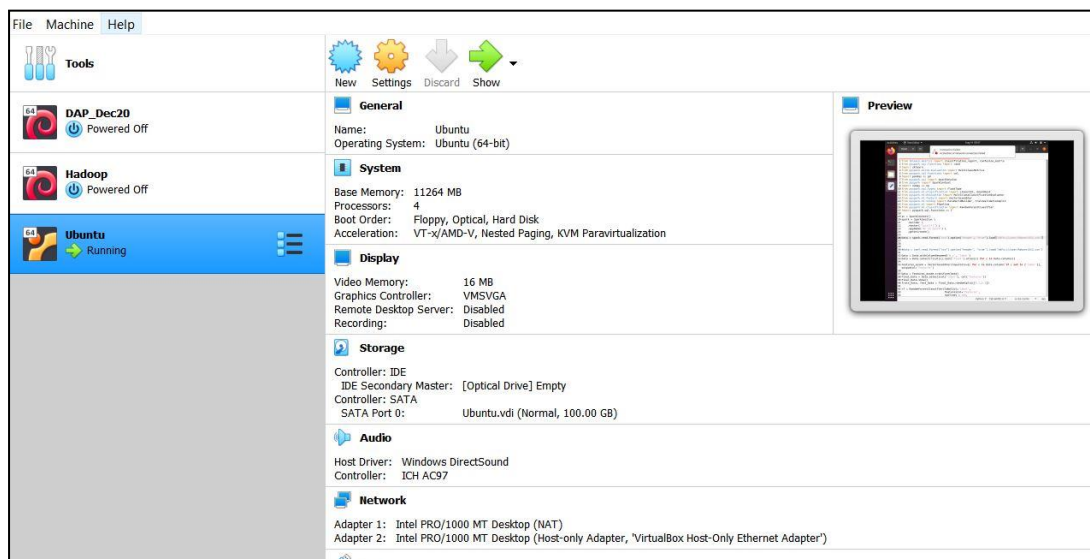 File Machine Help
Tools
New Settings Discard Show
64
DAP_Dec20
Powered Off
64
Hadoop
Powered Off
64
Ubuntu
Running
General
Name: Ubuntu
Operating System: Ubuntu (64-bit)
System
Base Memory: 11264 MB
Processors: 4
Boot Order: Floppy, Optical, Hard Disk
Acceleration: VT-x/AMD-V, Nested Paging, KVM Paravirtualization
Display
Video Memory: 16 MB
Graphics Controller: VMSVGA
Remote Desktop Server: Disabled
Recording: Disabled
Storage
Controller: IDE
IDE Secondary Master: [Optical Drive] Empty
Controller: SATA
SATA Port 0: Ubuntu.vdi (Normal, 100.00 GB)
Audio
Host Driver: Windows DirectSound
Controller: ICH AC97
Network
Adapter 1: Intel PRO/1000 MT Desktop (NAT)
Adapter 2: Intel PRO/1000 MT Desktop (Host-only Adapter, 'VirtualBox Host-Only Ethernet Adapter')
Preview